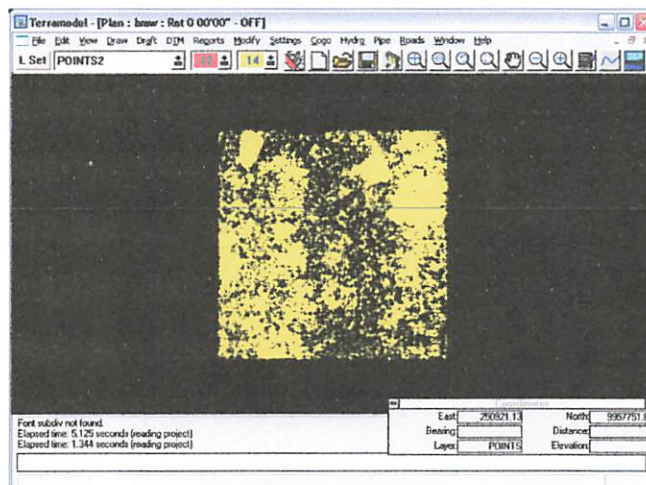 Terramodel - [Plan : braw : Rot 0 00'00" - OFF]
File Edit View Draw Draft DTM Reports Modify Settings Cogo Hydro Pipe Roads Window Help
L Set POINTS2 14
Font subdiv not found.
Elapsed time: 5.125 seconds (reading project)
Elapsed time: 1.344 seconds (reading project)
Coordinates
East: 250921.13 North: 9957751.8
Bearing: Distance:
Layer: POINTS Elevation: